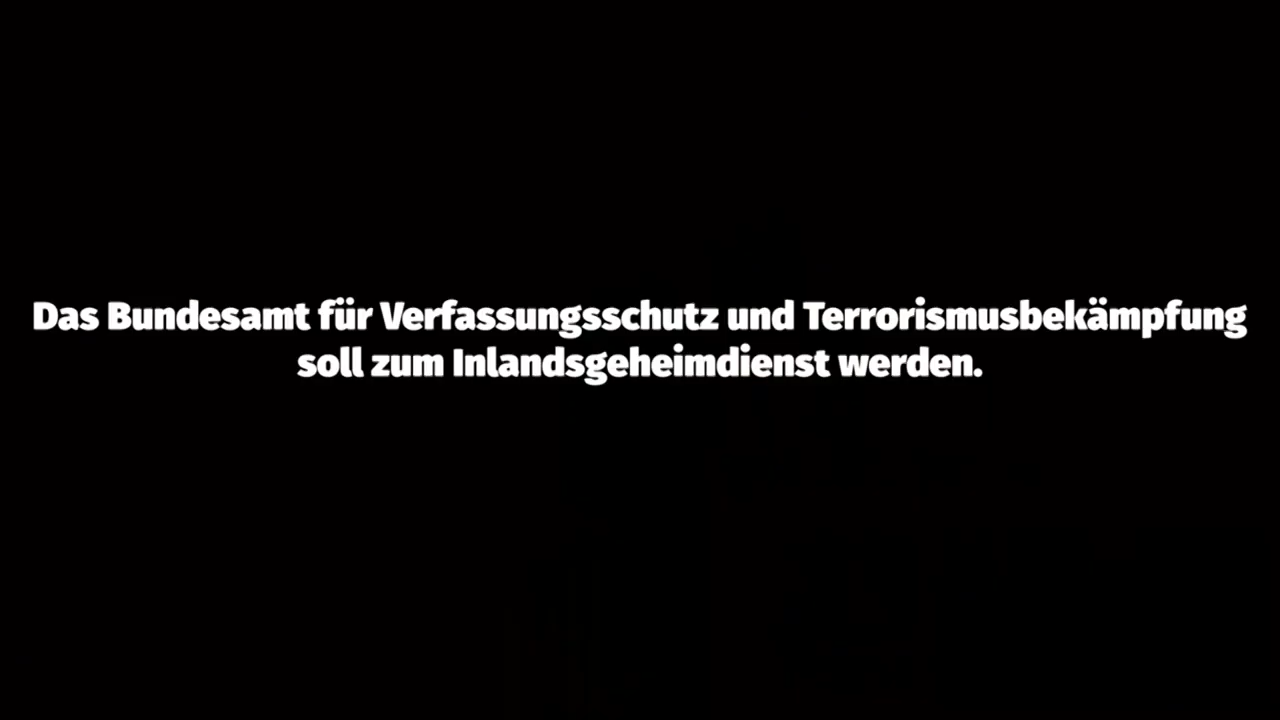 Das Bundesamt für Verfassungsschutz und Terrorismusbekämpfung
soll zum Inlandsgeheimdienst werden.